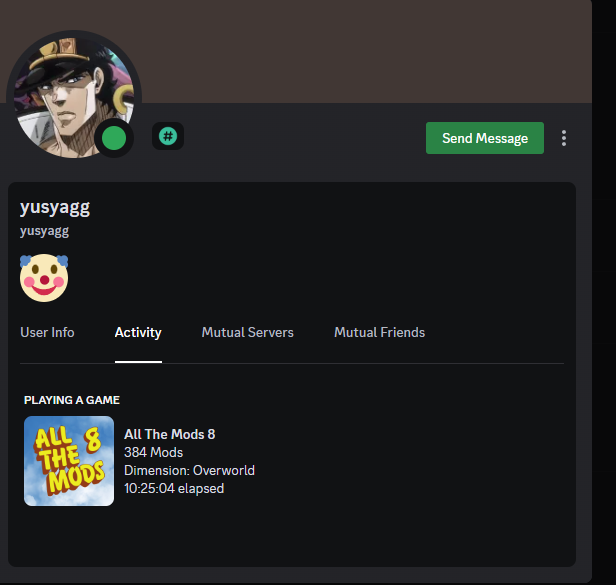 #
Send Message
yusyagg
yusyagg
User Info
Activity
Mutual Servers
Mutual Friends
PLAYING A GAME
ALL 8
THE
MODS
All The Mods 8
384 Mods
Dimension: Overworld
10:25:04 elapsed